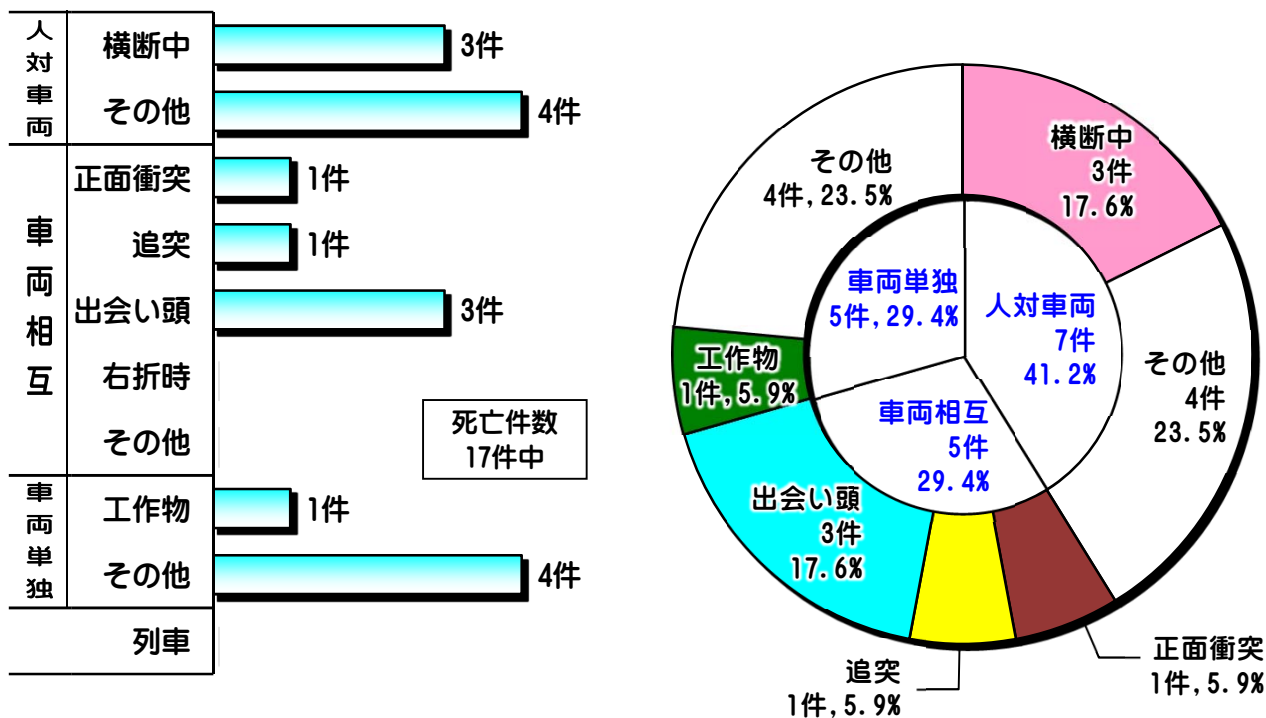 人対車両
横断中
3件
その他
4件
車両相互
正面衝突
1件
追突
1件
出会い頭
3件
右折時
その他
車両単独
工作物
1件
その他
4件
列車
死亡件数
17件中
横断中
3件
17.6%
その他
4件
23.5%
正面衝突
1件,5.9%
追突
1件,5.9%
出会い頭
3件
17.6%
工作物
1件,5.9%
その他
4件,23.5%
人対車両
7件
41.2%
車両相互
5件
29.4%
車両単独
5件,29.4%